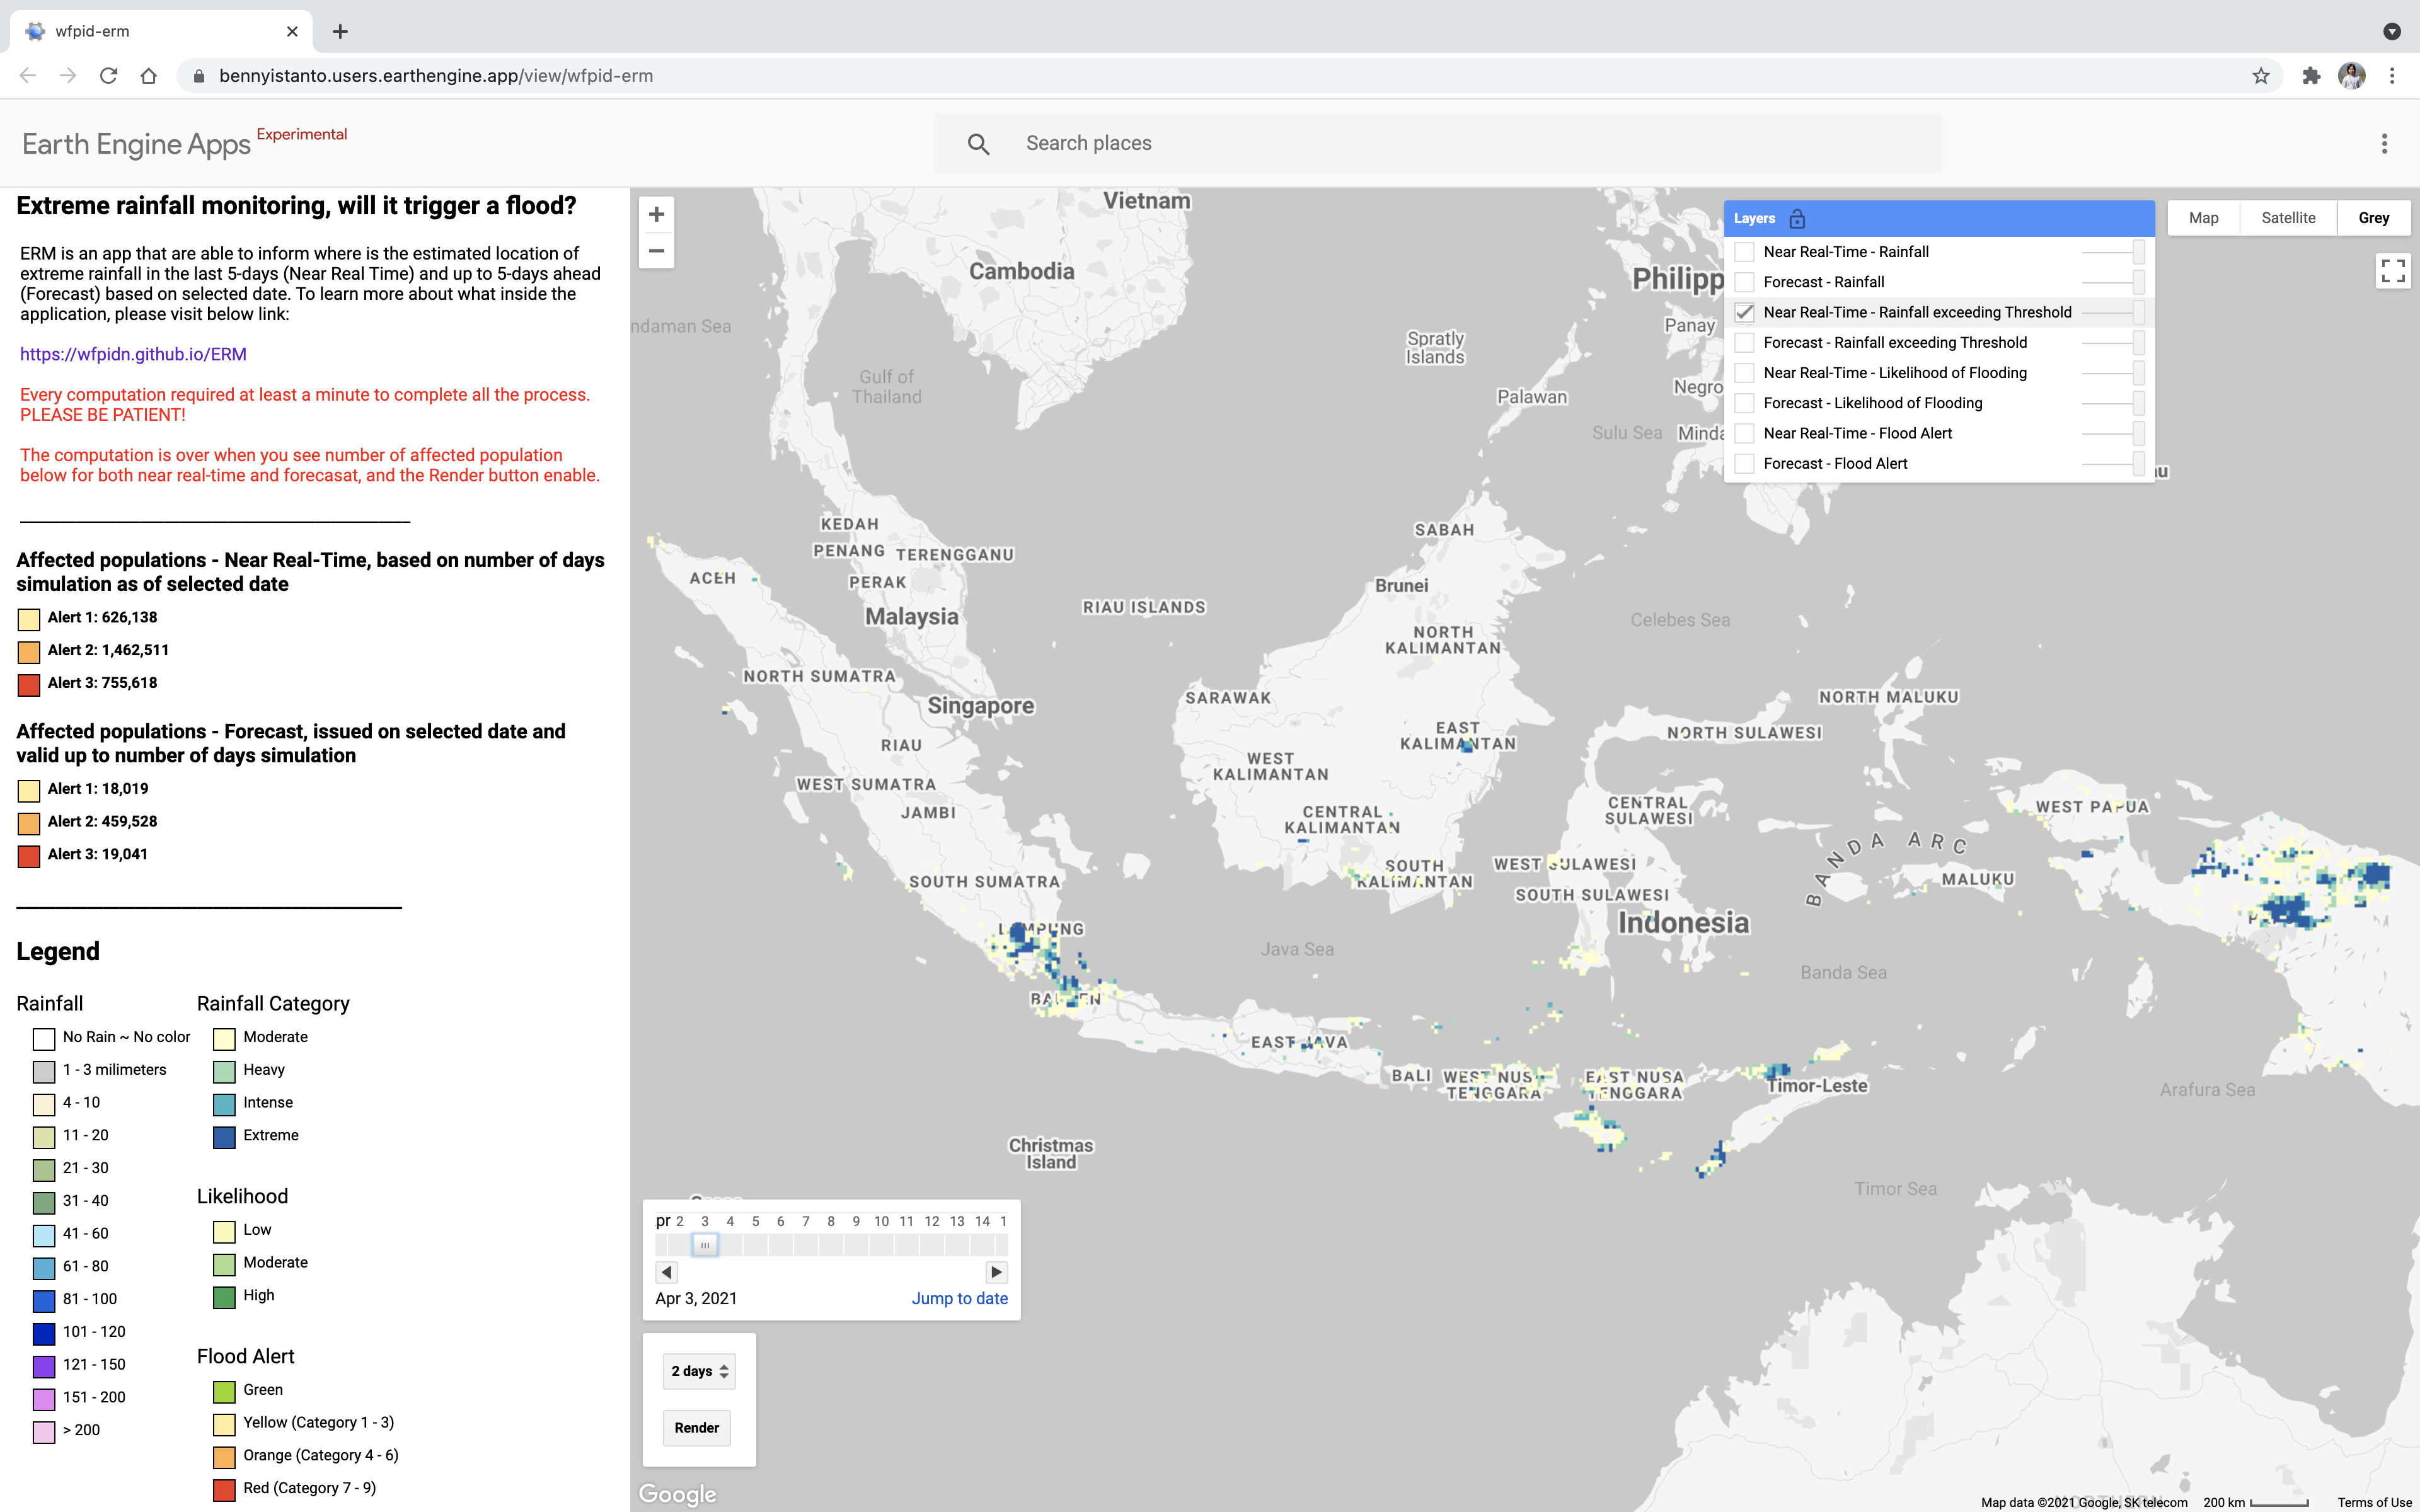 wfpid-erm
bennyistanto.users.earthengine.app/view/wfpid-erm
Earth Engine Apps Experimental
Search places
Extreme rainfall monitoring, will it trigger a flood?
ERM is an app that are able to inform where is the estimated location of
extreme rainfall in the last 5-days (Near Real Time) and up to 5-days ahead
(Forecast) based on selected date. To learn more about what inside the
application, please visit below link:
https://wfpidn.github.io/ERM
Every computation required at least a minute to complete all the process.
PLEASE BE PATIENT!
The computation is over when you see number of affected population
below for both near real-time and forecasat, and the Render button enable.
Affected populations - Near Real-Time, based on number of days
simulation as of selected date
Alert 1: 626,138
Alert 2: 1,462,511
Alert 3: 755,618
Affected populations - Forecast, issued on selected date and
valid up to number of days simulation
Alert 1: 18,019
Alert 2: 459,528
Alert 3: 19,041
Legend
Rainfall
No Rain ~ No color
1 - 3 milimeters
4 - 10
11 - 20
21 - 30
31 - 40
41 - 60
61 - 80
81 - 100
101 - 120
121 - 150
151 - 200
> 200
Rainfall Category
Moderate
Heavy
Intense
Extreme
Likelihood
Low
Moderate
High
Flood Alert
Green
Yellow (Category 1 - 3)
Orange (Category 4 - 6)
Red (Category 7 - 9)
Layers
Near Real-Time - Rainfall
Forecast - Rainfall
Near Real-Time - Rainfall exceeding Threshold
Forecast - Rainfall exceeding Threshold
Near Real-Time - Likelihood of Flooding
Forecast - Likelihood of Flooding
Near Real-Time - Flood Alert
Forecast - Flood Alert
Map
Satellite
Grey
Vietnam
Cambodia
Philipp
ndaman Sea
Panay
Spratly
Islands
Gulf of
Thailand
Negro
Palawan
Sulu Sea
Minda
au
KEDAH
PENANG
TERENGGANU
SABAH
ACEH
PERAK
Brunei
Malaysia
RIAU ISLANDS
Celebes Sea
NORTH
KALIMANTAN
NORTH SUMATRA
SARAWAK
NORTH MALUKU
Singapore
EAST
KALIMANTAN
NORTH SULAWESI
RIAU
WEST
KALIMANTAN
WEST SUMATRA
JAMBI
CENTRAL
KALIMANTAN
CENTRAL
SULAWESI
WEST PAPUA
BANDA ARC
SOUTH SUMATRA
SOUTH
KALIMANTAN
WEST SULAWESI
MALUKU
SOUTH SULAWESI
Indonesia
LAMPUNG
Java Sea
Banda Sea
BANTEN
EAST JAVA
BALI
WEST NUSA
TENGGARA
EAST NUSA
TENGGARA
Timor-Leste
Arafura Sea
Christmas
Island
Timor Sea
pr 2 3 4 5 6 7 8 9 10 11 12 13 14 1
Apr 3, 2021
Jump to date
2 days
Render
Google
Map data ©2021 Google, SK telecom
200 km
Terms of Use